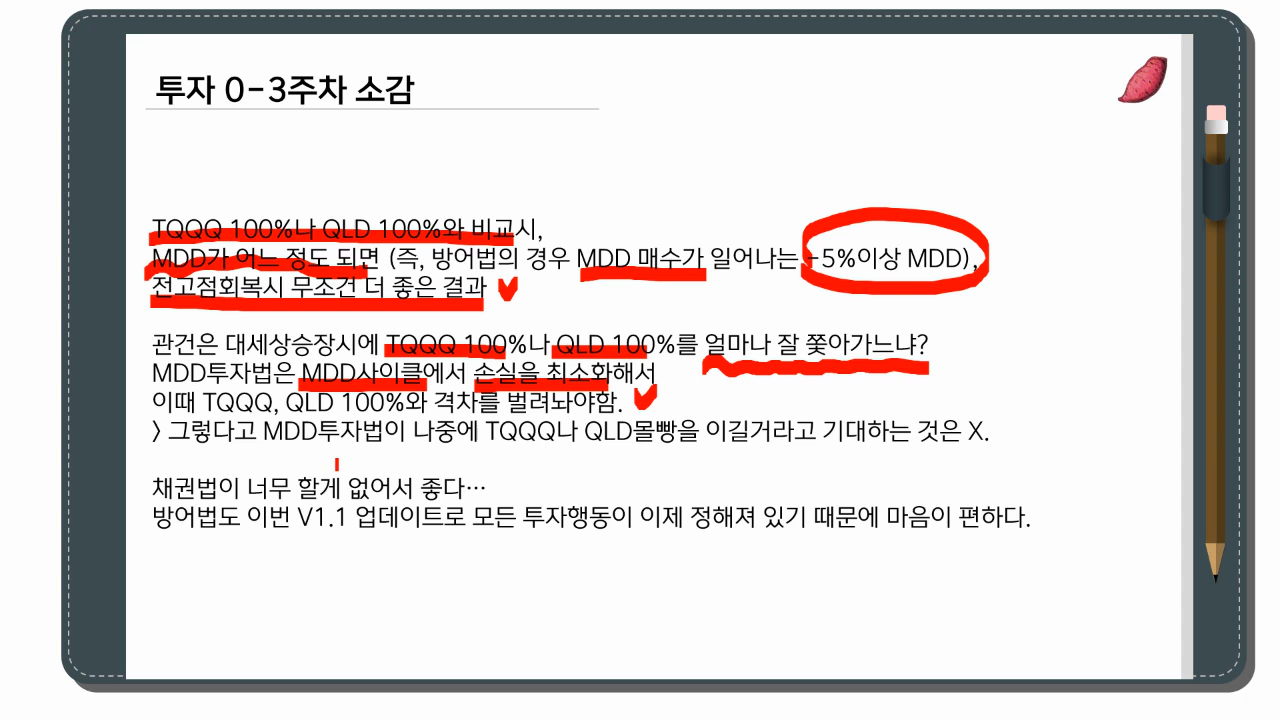 투자 0-3주차 소감
TQQQ 100%나 QLD 100%와 비교시,
MDD가 어느 정도 되면 (즉, 방어법의 경우 MDD 매수가 일어나는 -5%이상 MDD),
전고점회복시 무조건 더 좋은 결과
관건은 대세상승장시에 TQQQ 100%나 QLD 100%를 얼마나 잘 쫓아가느냐?
MDD투자법은 MDD사이클에서 손실을 최소화해서
이때 TQQQ, QLD 100%와 격차를 벌려놔야함.
> 그렇다고 MDD투자법이 나중에 TQQQ나 QLD몰빵을 이길거라고 기대하는 것은 X.
채권법이 너무 할게 없어서 좋다…
방어법도 이번 V1.1 업데이트로 모든 투자행동이 이제 정해져 있기 때문에 마음이 편하다.